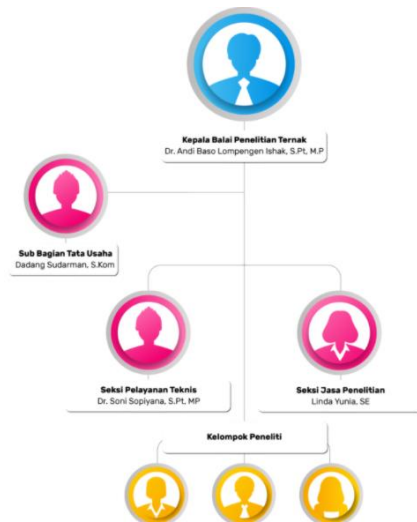 Kepala Balai Penelitian Ternak
Dr. Andi Baso Lompengen Ishak, S.Pt, M.P
Sub Bagian Tata Usaha
Dadang Sudarman, S.Kom
Seksi Pelayanan Teknis
Dr. Soni Sopiyana, S.Pt. MP
Seksi Jasa Penelitian
Linda Yunia, SE
Kelompok Peneliti